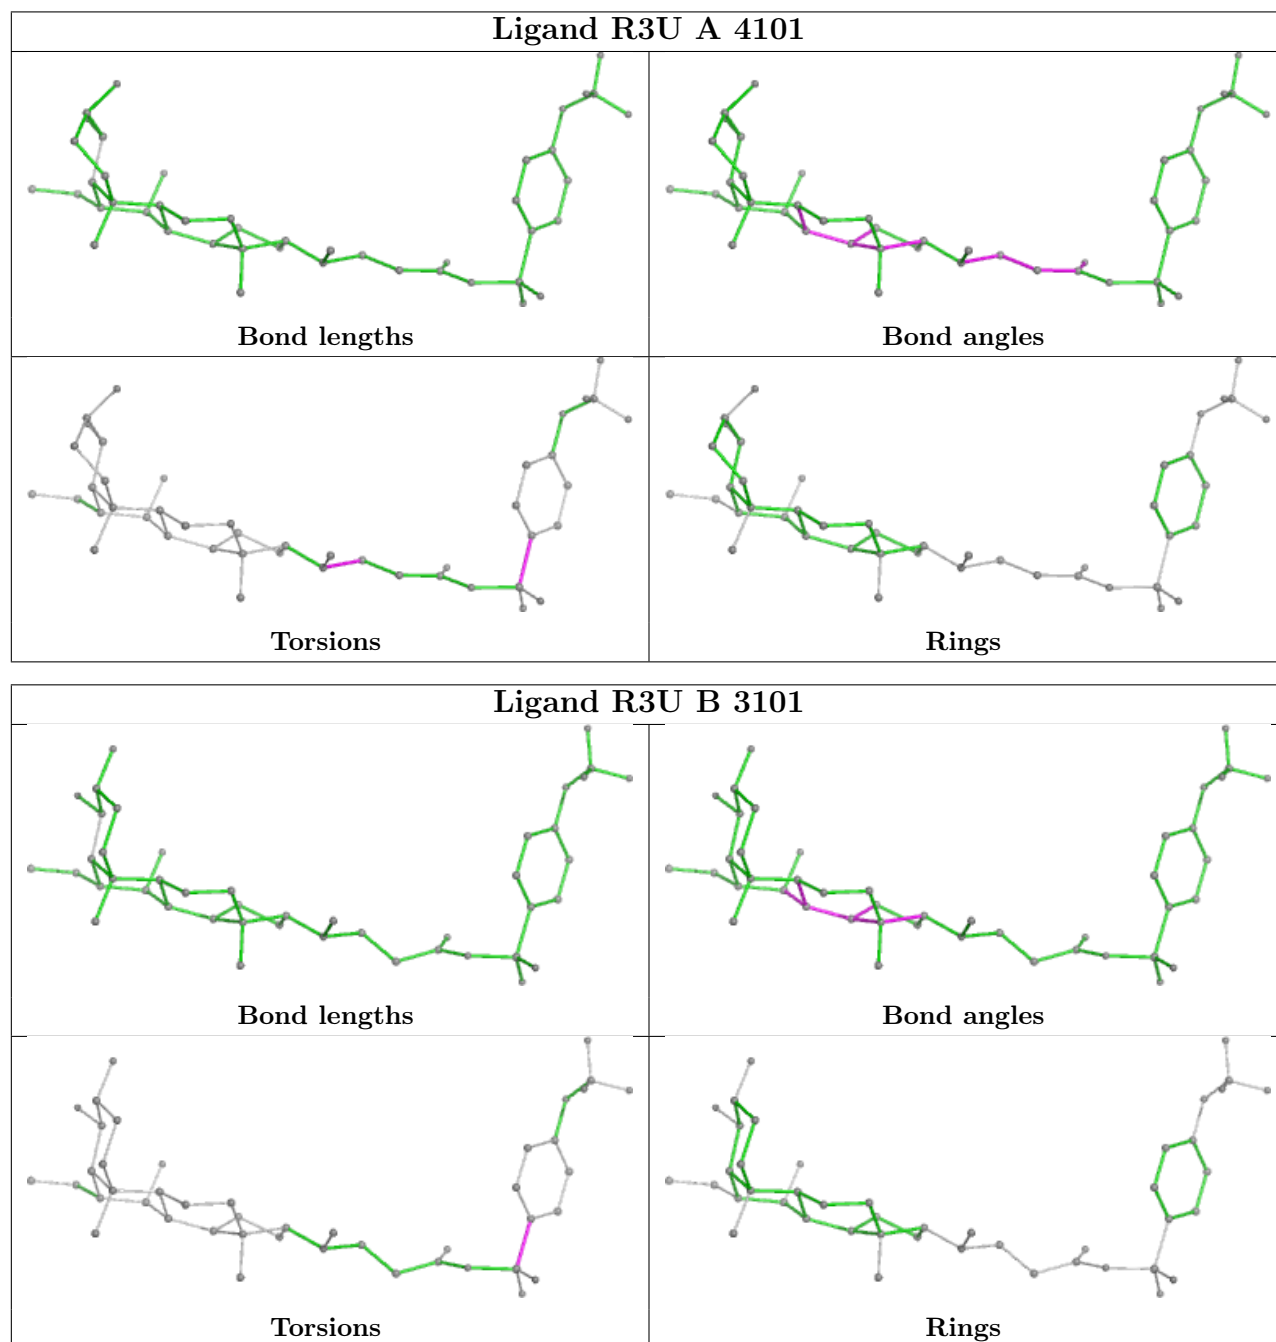 Ligand R3U A 4101
Bond lengths
Bond angles
Torsions
Rings
Ligand R3U B 3101
Bond lengths
Bond angles
Torsions
Rings